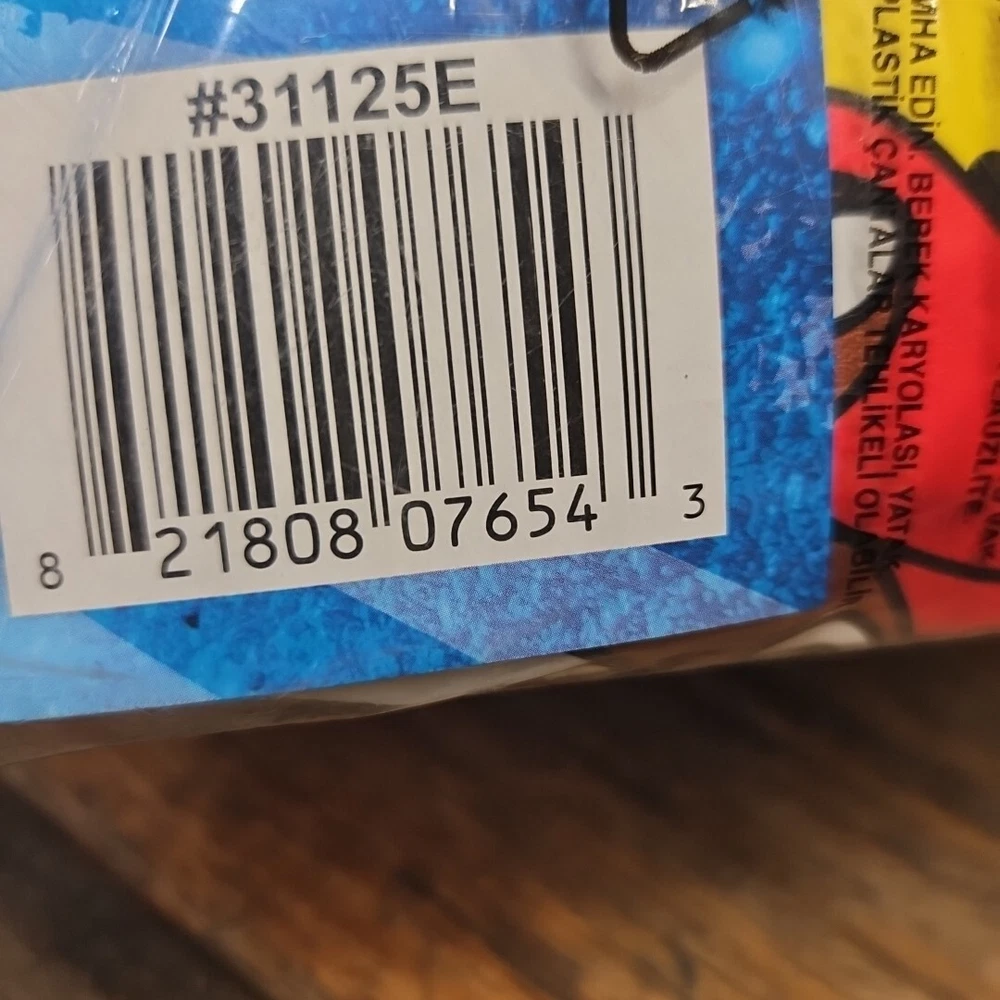 #31125E
8 21808 07654 3
MHA EDİN. BEBEK KARYOLASI, YATAK
PLASTİK ÇANTALAR TEHLİKELİ OLABİLİ